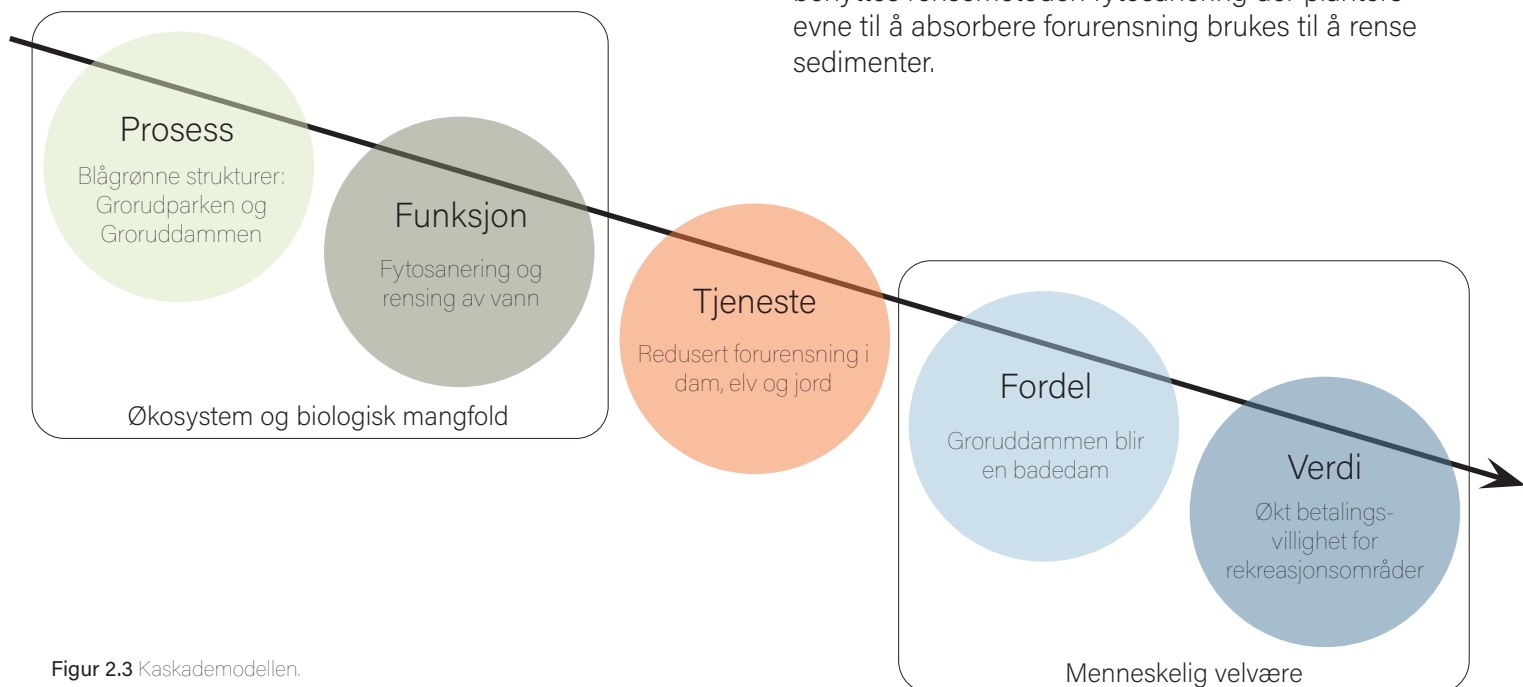 evne til å absorbere forurensning brukes til å rense
sedimenter.
Prosess
Blågrønne strukturer:
Grorudparken og
Groruddammen
Funksjon
Fytosanering og
rensing av vann
Økosystem og biologisk mangfold
Tjeneste
Redusert forurensning i
dam, elv og jord
Fordel
Groruddammen blir
en badedam
Verdi
Økt betalings-
villighet for
rekreasjonsområder
Menneskelig velvære
Figur 2.3 Kaskademodellen.